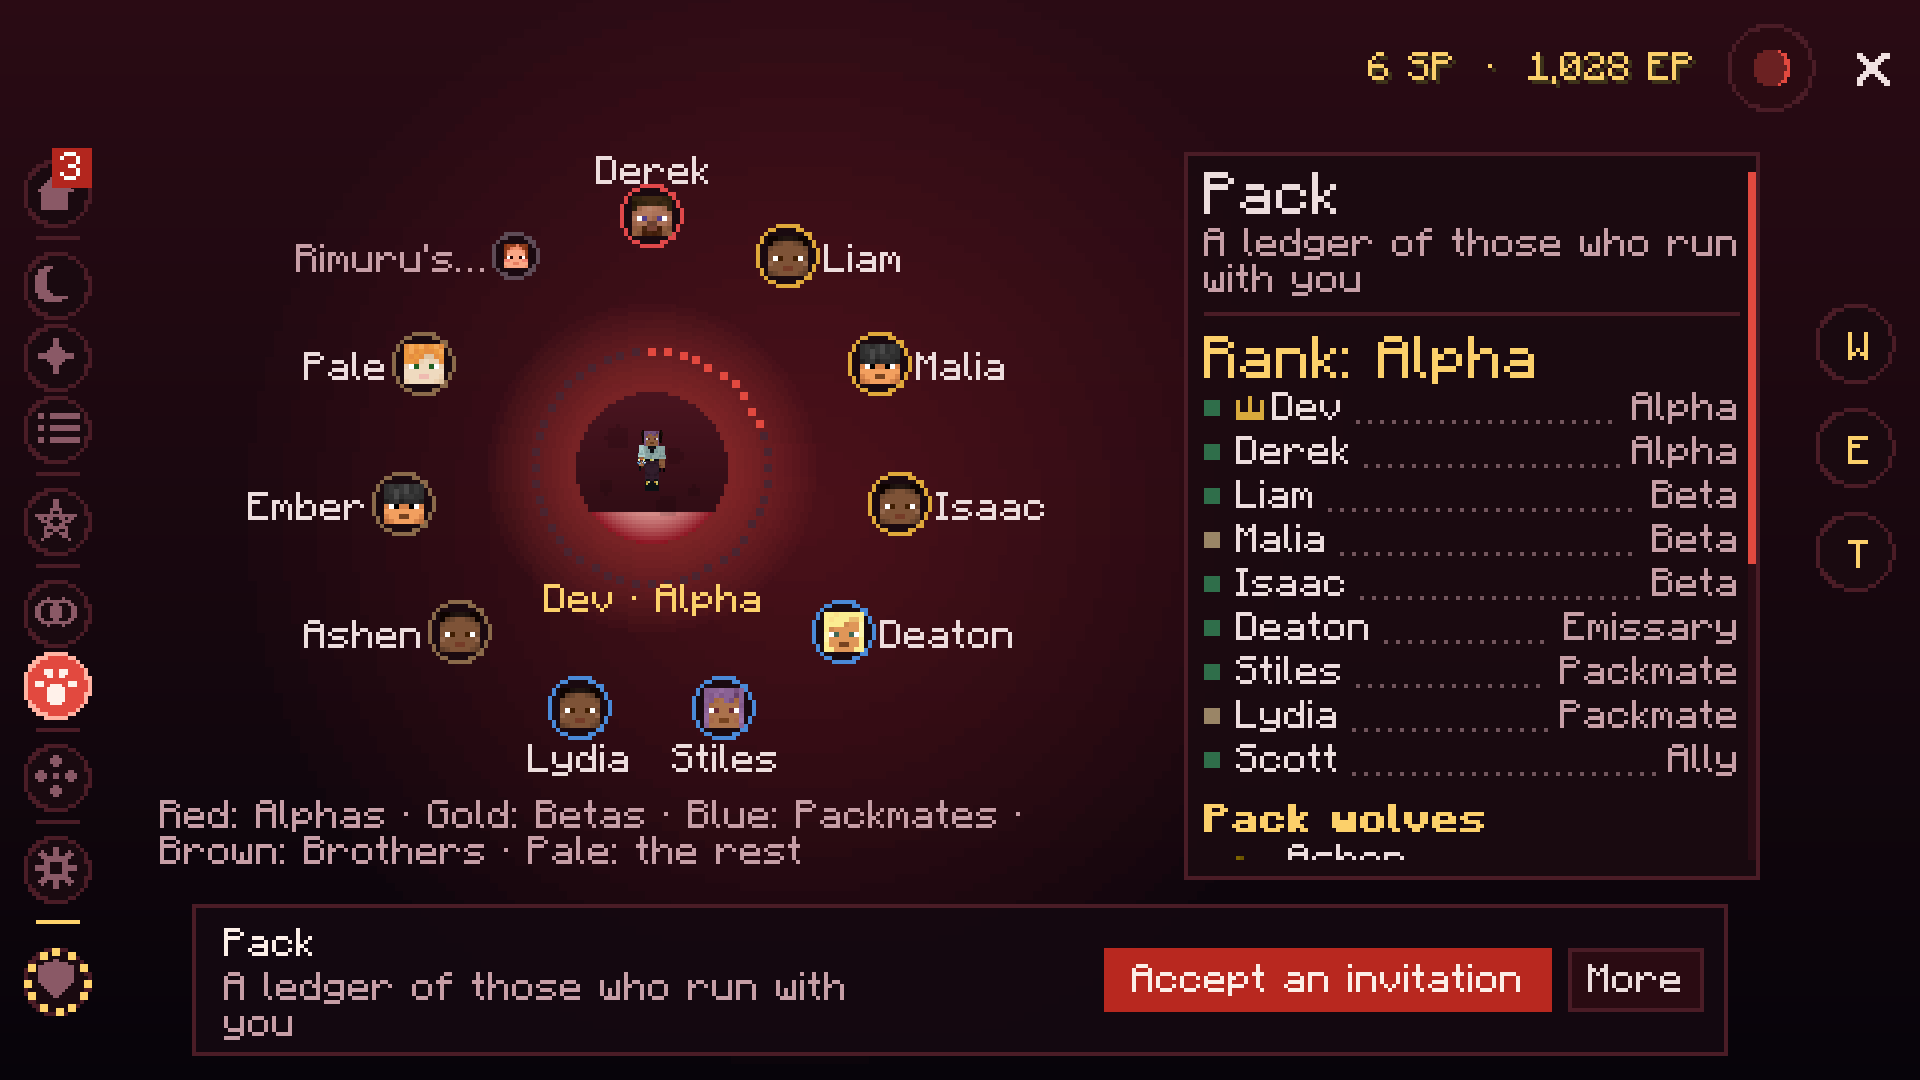 6 SP · 1,028 EP
3
Derek
Rimuru's...
Liam
Pale
Malia
Ember
Isaac
Dev · Alpha
Ashen
Deaton
Lydia
Stiles
Red: Alphas · Gold: Betas · Blue: Packmates ·
Brown: Brothers · Pale: the rest
Pack
A ledger of those who run
with you
Rank: Alpha
Dev Alpha
Derek Alpha
Liam Beta
Malia Beta
Isaac Beta
Deaton Emissary
Stiles Packmate
Lydia Packmate
Scott Ally
Pack wolves
Ashen
W
E
T
Pack
A ledger of those who run with
you
Accept an invitation
More